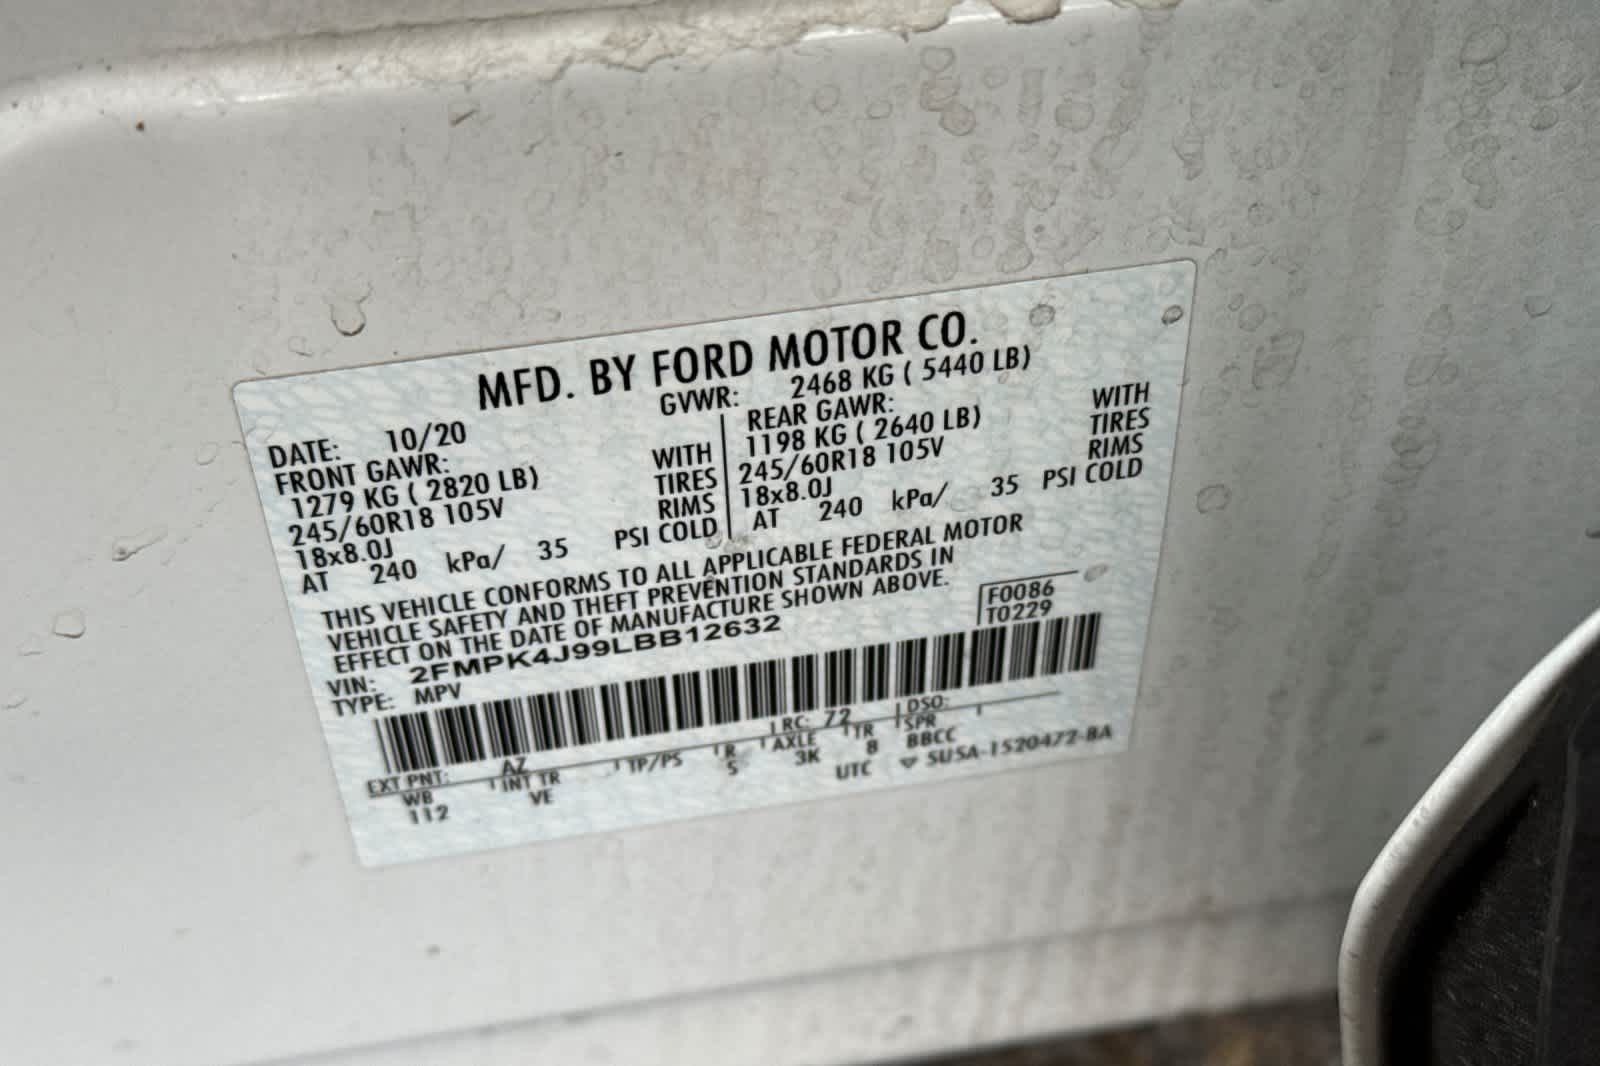 MFD. BY FORD MOTOR CO.
DATE: 10/20
GVWR: 2468 KG ( 5440 LB)
FRONT GAWR:
1279 KG ( 2820 LB) WITH
245/60R18 105V TIRES
18x8.0J RIMS
AT 240 kPa/ 35 PSI COLD
REAR GAWR:
1198 KG ( 2640 LB) WITH
245/60R18 105V TIRES
18x8.0J RIMS
AT 240 kPa/ 35 PSI COLD
THIS VEHICLE CONFORMS TO ALL APPLICABLE FEDERAL MOTOR
VEHICLE SAFETY AND THEFT PREVENTION STANDARDS IN
EFFECT ON THE DATE OF MANUFACTURE SHOWN ABOVE.
F0086
T0229
VIN: 2FMPK4J99LBB12632
TYPE: MPV
EXT PNT: AZ RC: 72 DSO:
WB INT TR TP/PS R AXLE TR SPR
112 VE 5 3K 8 BBCC
UTC ▽ 5U5A-1520472-BA